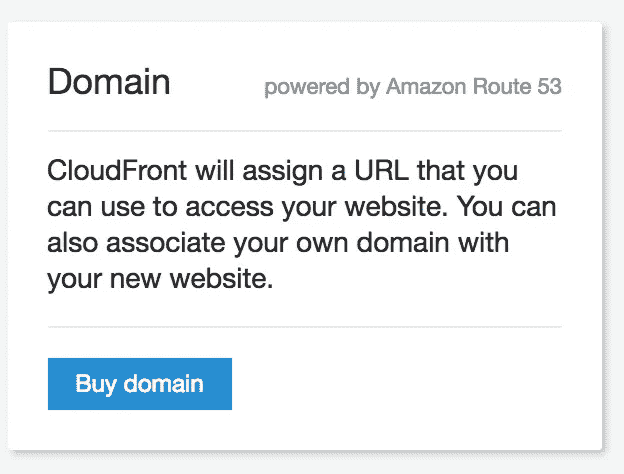 Domain powered by Amazon Route 53
CloudFront will assign a URL that you
can use to access your website. You can
also associate your own domain with
your new website.
Buy domain